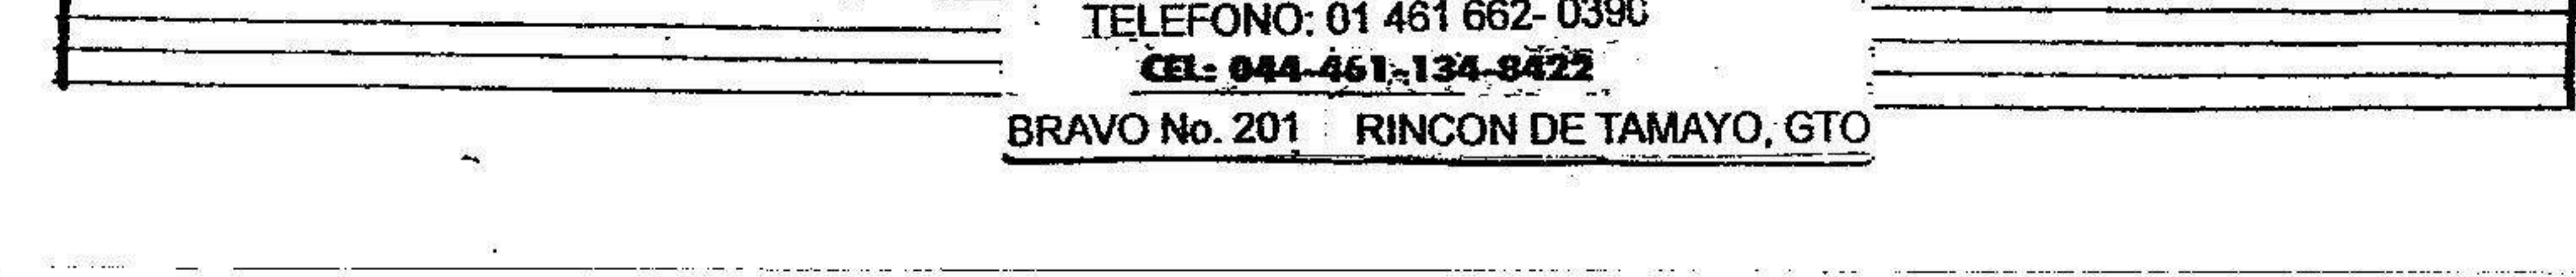 TELEFONO: 01 461 662- 0390
CEL: 044-461-134-8422
BRAVO No. 201 RINCON DE TAMAYO, GTO